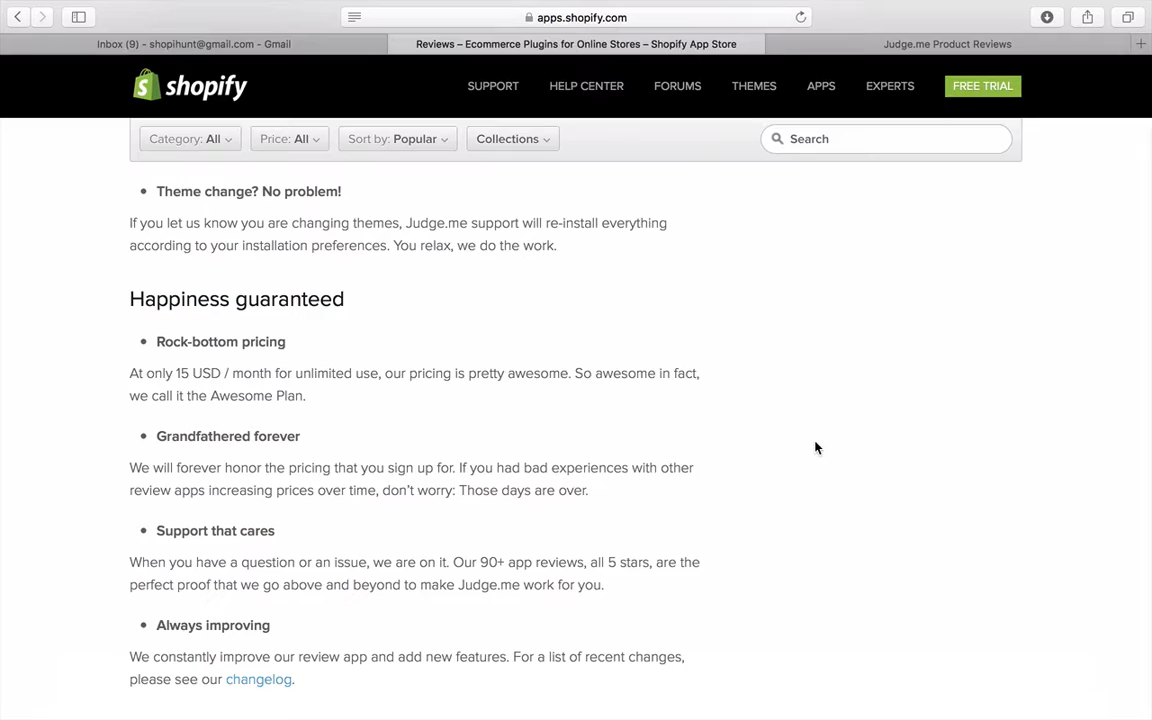 apps.shopify.com
Inbox (9) - shopihunt@gmail.com - Gmail
Reviews – Ecommerce Plugins for Online Stores – Shopify App Store
Judge.me Product Reviews
shopify
SUPPORT
HELP CENTER
FORUMS
THEMES
APPS
EXPERTS
FREE TRIAL
Category: All
Price: All
Sort by: Popular
Collections
Search
• Theme change? No problem!
If you let us know you are changing themes, Judge.me support will re-install everything
according to your installation preferences. You relax, we do the work.
Happiness guaranteed
• Rock-bottom pricing
At only 15 USD / month for unlimited use, our pricing is pretty awesome. So awesome in fact,
we call it the Awesome Plan.
• Grandfathered forever
We will forever honor the pricing that you sign up for. If you had bad experiences with other
review apps increasing prices over time, don't worry: Those days are over.
• Support that cares
When you have a question or an issue, we are on it. Our 90+ app reviews, all 5 stars, are the
perfect proof that we go above and beyond to make Judge.me work for you.
• Always improving
We constantly improve our review app and add new features. For a list of recent changes,
please see our changelog.